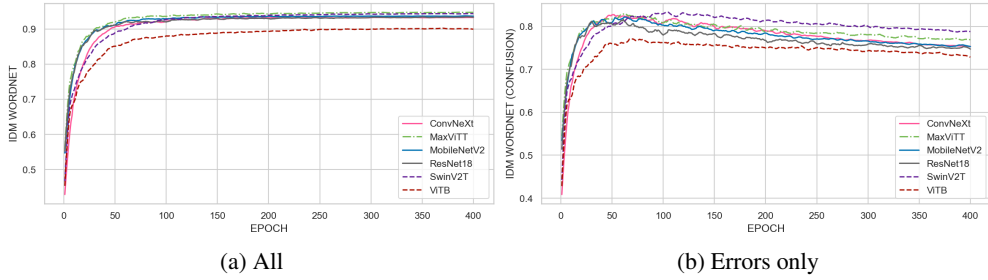 IDM WORDNET
0.9
0.8
0.7
0.6
0.5
0
50
100
150
200
250
300
350
400
EPOCH
ConvNeXt
MaxViTT
MobileNetV2
ResNet18
SwinV2T
ViTB
(a) All
IDM WORDNET (CONFUSION)
0.8
0.7
0.6
0.5
0.4
0
50
100
150
200
250
300
350
400
EPOCH
ConvNeXt
MaxViTT
MobileNetV2
ResNet18
SwinV2T
ViTB
(b) Errors only